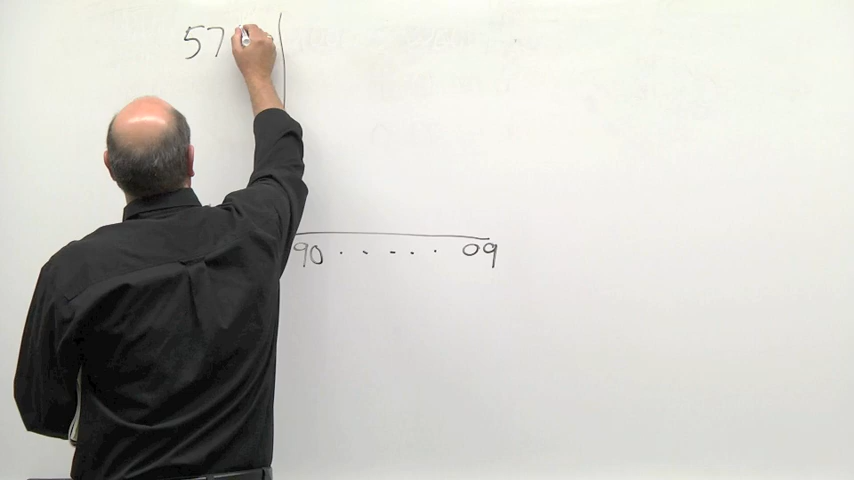 57
90 . . - - . 09